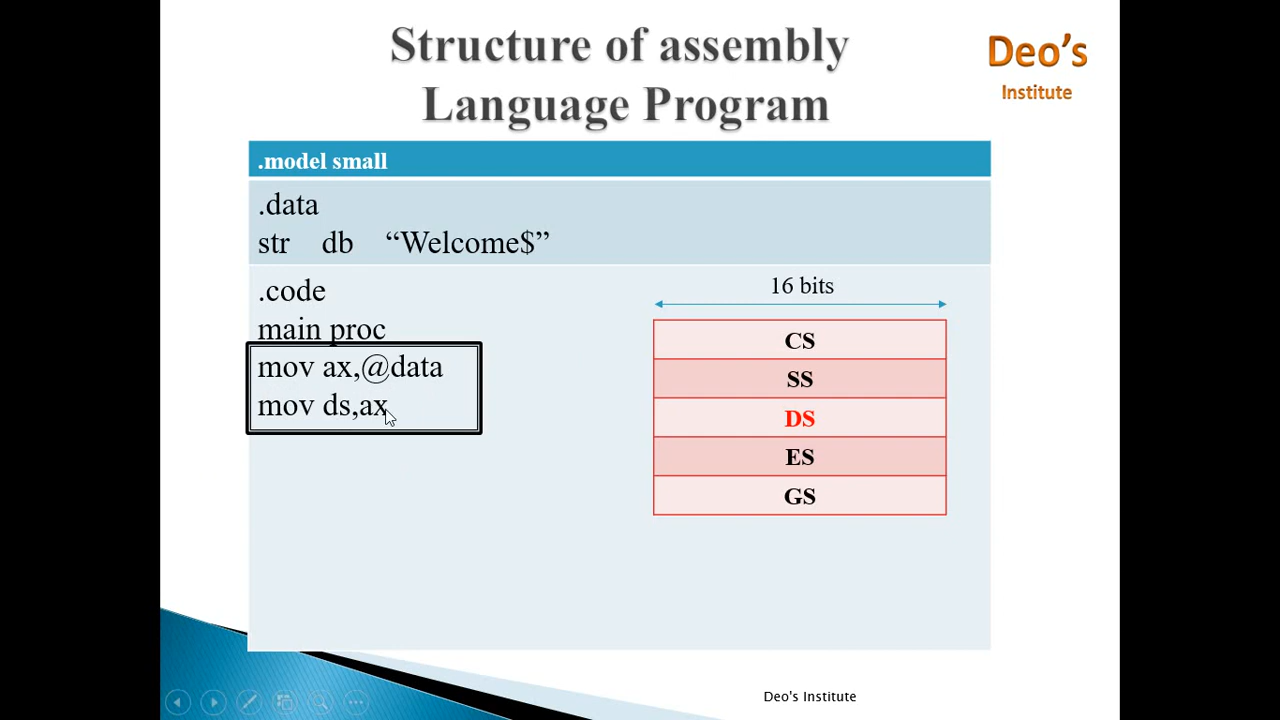 Structure of assembly
Language Program
Deo’s
Institute
.model small
.data
str db “Welcome$”
.code
main proc
mov ax,@data
mov ds,ax
16 bits
CS
SS
DS
ES
GS
Deo's Institute